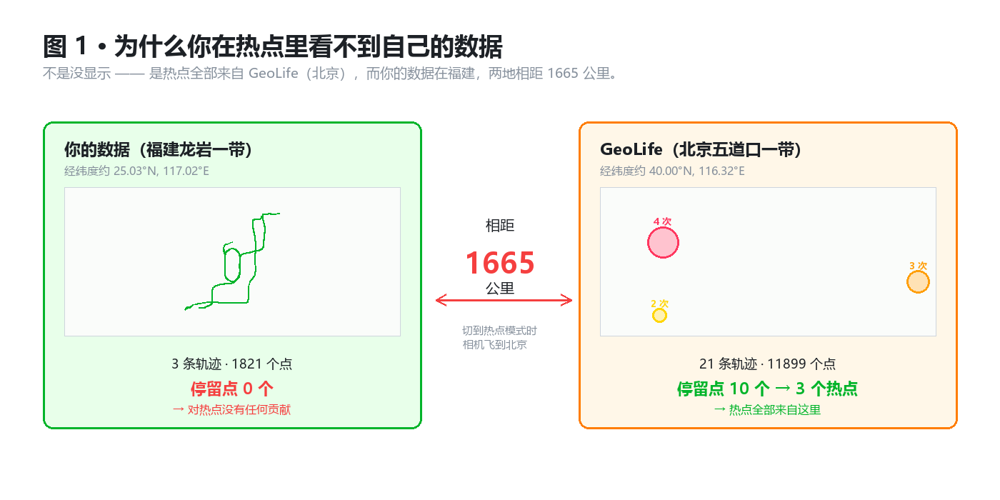 图 1 • 为什么你在热点里看不到自己的数据
不是没显示 —— 是热点全部来自 GeoLife（北京），而你的数据在福建，两地相距 1665 公里。
你的数据（福建龙岩一带）
经纬度约 25.03°N, 117.02°E
3 条轨迹 · 1821 个点
停留点 0 个
→ 对热点没有任何贡献
相距
1665
公里
切到热点模式时
相机飞到北京
GeoLife（北京五道口一带）
经纬度约 40.00°N, 116.32°E
4 次
3 次
2 次
21 条轨迹 · 11899 个点
停留点 10 个 → 3 个热点
→ 热点全部来自这里